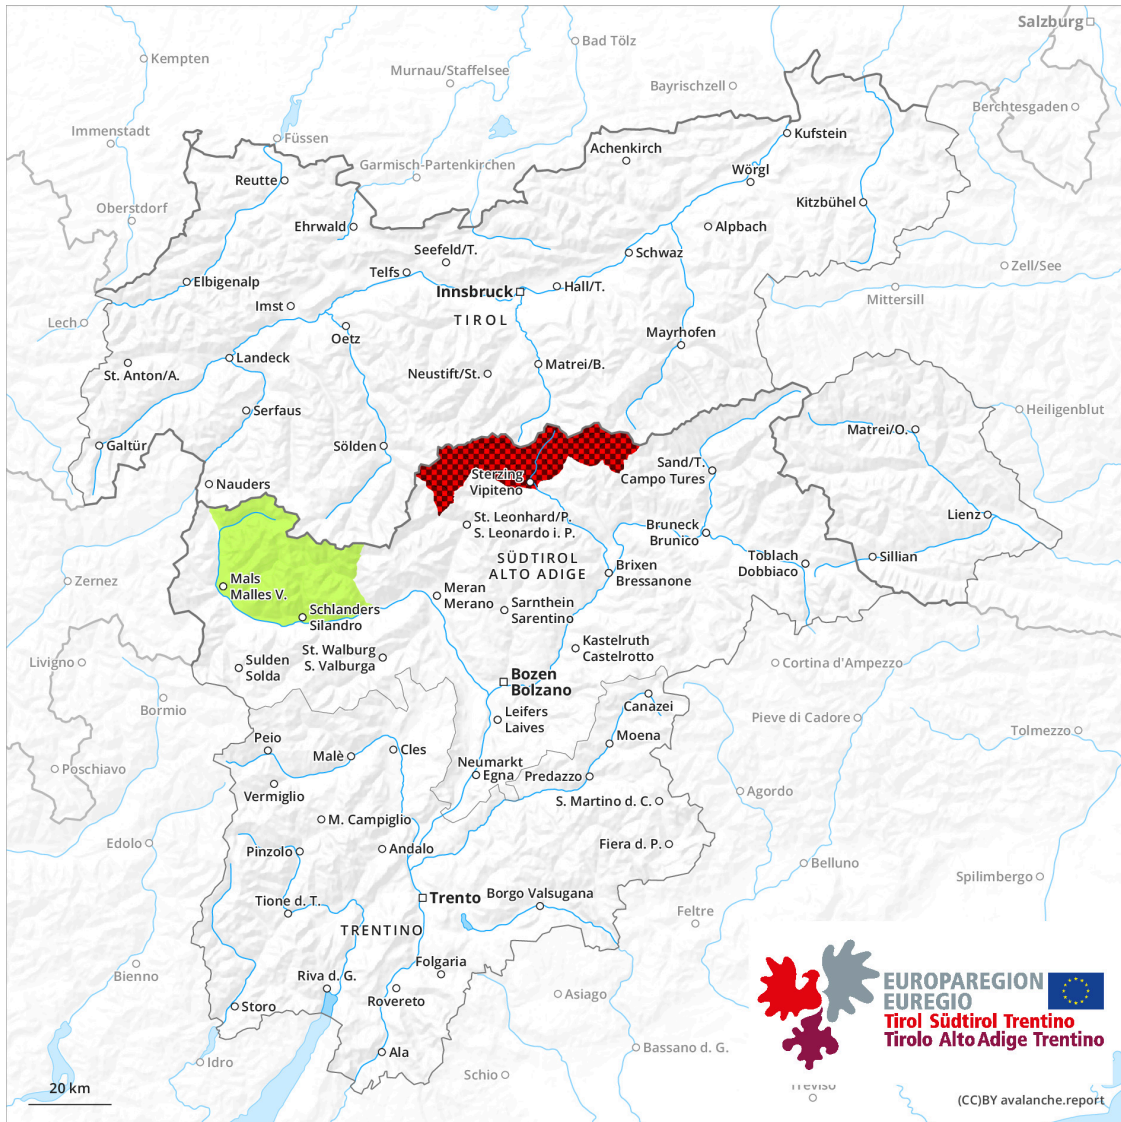 Salzburg
Bad Tölz
Kempten
Murnau/Staffelsee
Bayrischzell
Berchtesgaden
Immenstadt
Füssen
Kufstein
Achenkirch
Garmisch-Partenkirchen
Wörgl
Reutte
Oberstdorf
Kitzbühel
Ehrwald
Alpbach
Seefeld/T.
Schwaz
Telfs
Zell/See
Elbigenalp
Innsbruck
Hall/T.
Mittersill
Imst
TIROL
Lech
Oetz
Mayrhofen
Landeck
Matrei/B.
St. Anton/A.
Neustift/St.
Serfaus
Heiligenblut
Matrei/O.
Galtür
Sölden
Sand/T.
Campo Tures
Sterzing
Vipiteno
Nauders
St. Leonhard/P.
S. Leonardo i. P.
Lienz
Bruneck
Brunico
SÜDTIROL
ALTO ADIGE
Toblach
Dobbiaco
Sillian
Brixen
Bressanone
Zernez
Mals
Malles V.
Meran
Merano
Sarnthein
Sarentino
Schlanders
Silandro
Kastelruth
Castelrotto
St. Walburg
S. Valburga
Livigno
Sulden
Solda
Cortina d'Ampezzo
Bozen
Bolzano
Bormio
Canazei
Leifers
Laives
Pieve di Cadore
Tolmezzo
Moena
Peio
Malè
Cles
Poschiavo
Neumarkt
Egna
Predazzo
Vermiglio
Agordo
S. Martino d. C.
M. Campiglio
Edolo
Pinzolo
Andalo
Fiera d. P.
Belluno
Spilimbergo
Tione d. T.
Trento
Borgo Valsugana
Feltre
TRENTINO
Bienno
Riva d. G.
Folgaria
Rovereto
Asiago
Storo
EUROPAREGION
EUREGIO
Tirol Südtirol Trentino
Tirolo Alto Adige Trentino
Idro
Ala
Bassano d. G.
Schio
Treviso
20 km
(CC)BY avalanche.report